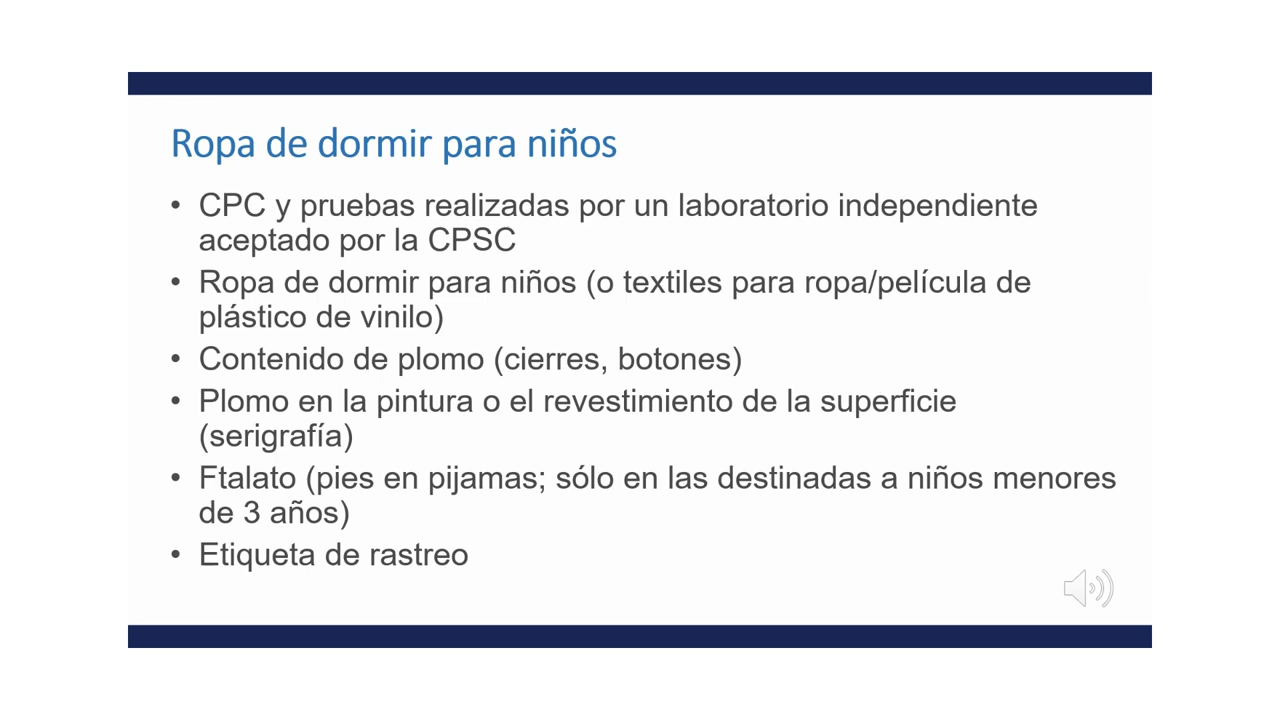 Ropa de dormir para niños
• CPC y pruebas realizadas por un laboratorio independiente
aceptado por la CPSC
• Ropa de dormir para niños (o textiles para ropa/película de
plástico de vinilo)
• Contenido de plomo (cierres, botones)
• Plomo en la pintura o el revestimiento de la superficie
(serigrafía)
• Ftalato (pies en pijamas; sólo en las destinadas a niños menores
de 3 años)
• Etiqueta de rastreo